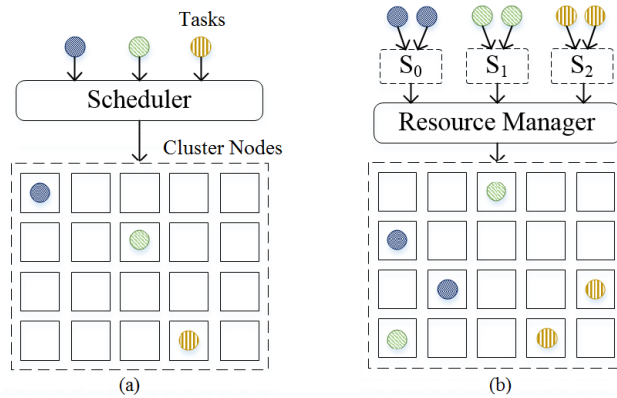 Tasks
Scheduler
Cluster Nodes
(a)
S0
S1
S2
Resource Manager
(b)